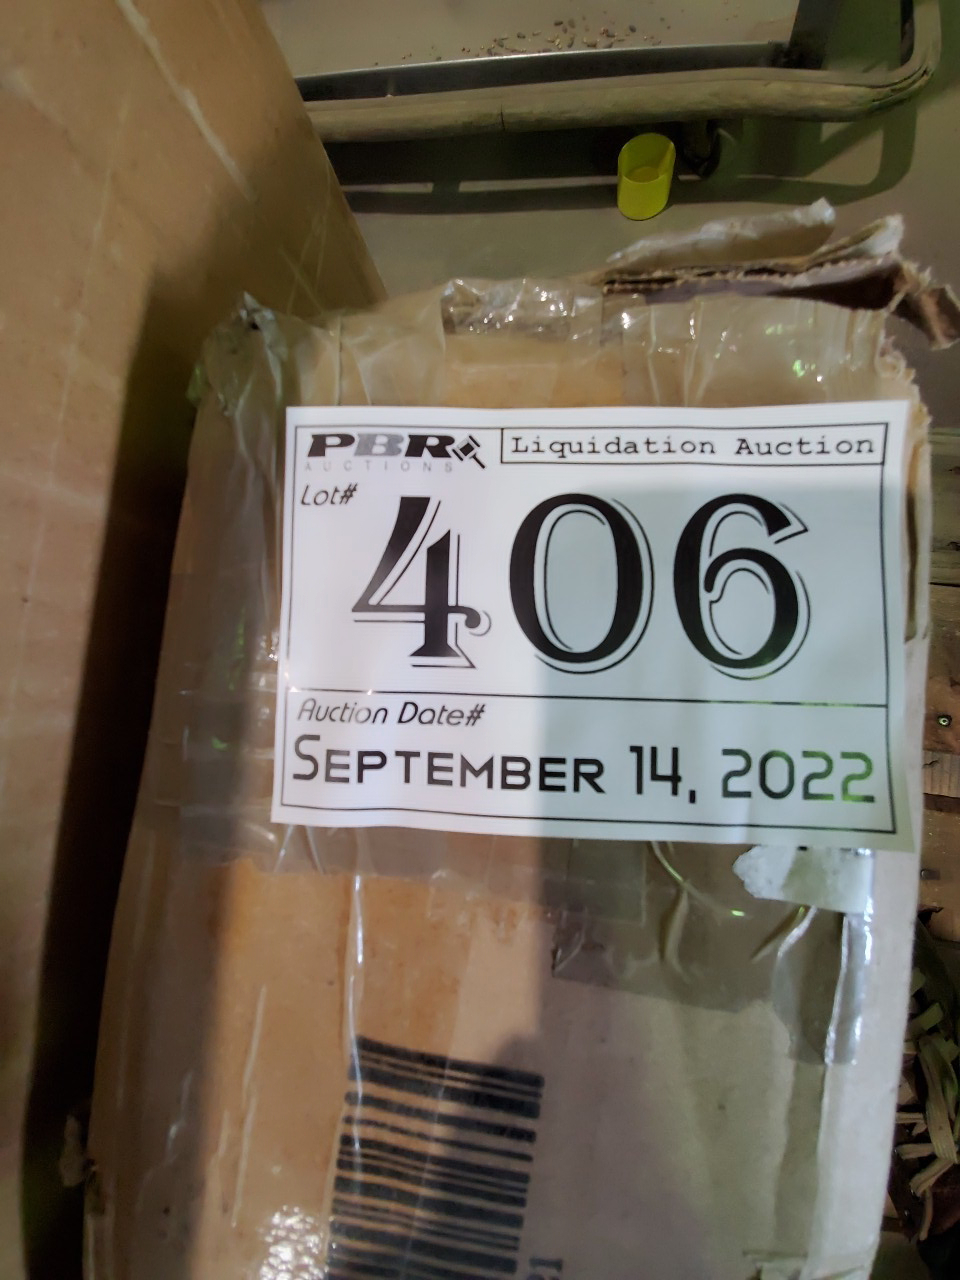 PBR
AUCTIONS
Liquidation Auction
Lot#
406
Auction Date#
September 14, 2022